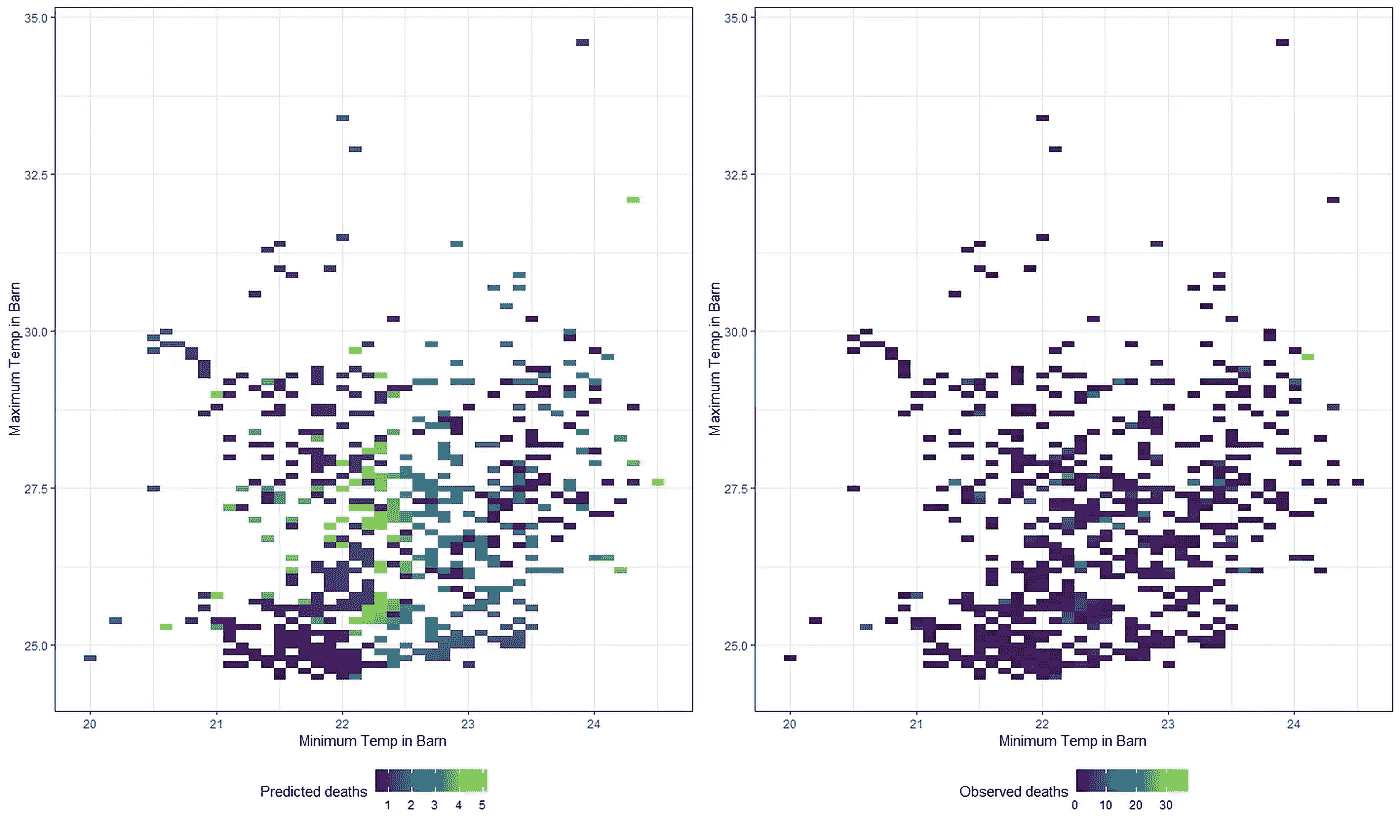 35.0
32.5
30.0
27.5
25.0
Maximum Temp in Barn
20 21 22 23 24
Minimum Temp in Barn
Predicted deaths
1 2 3 4 5
35.0
32.5
30.0
27.5
25.0
Maximum Temp in Barn
20 21 22 23 24
Minimum Temp in Barn
Observed deaths
0 10 20 30